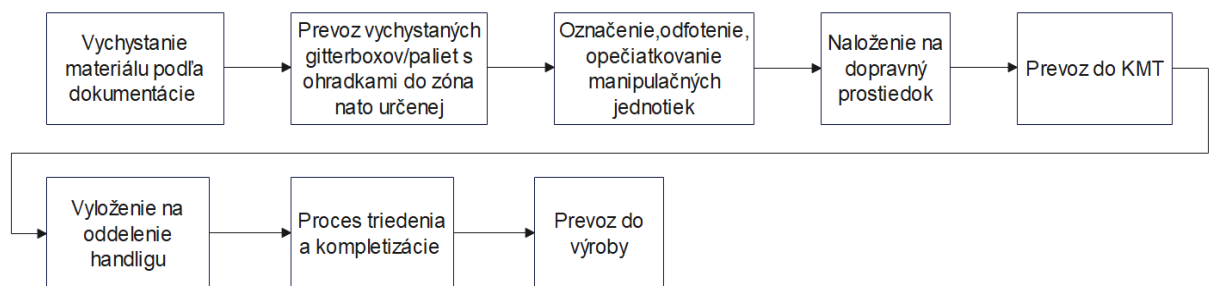 Vychystanie
materiálu podľa
dokumentácie
Prevoz vychystaných
gitterboxov/paliet s
ohradkami do zóna
nato určenej
Označenie,odfotenie,
opečiatkovanie
manipulačných
jednotiek
Naloženie na
dopravný
prostiedok
Prevoz do KMT
Vyloženie na
oddelenie
handligu
Proces triedenia
a kompletizácie
Prevoz do
výroby